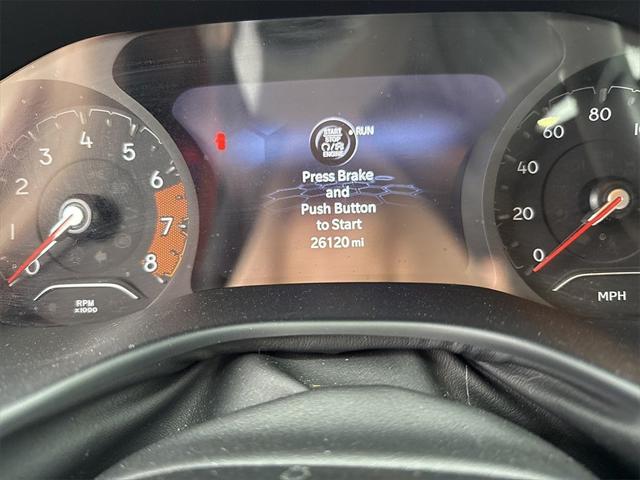 START
STOP
ENGINE
RUN
Press Brake
and
Push Button
to Start
26120 mi
0
1
2
3
4
5
6
7
8
RPM
x1000
0
20
40
60
80
MPH